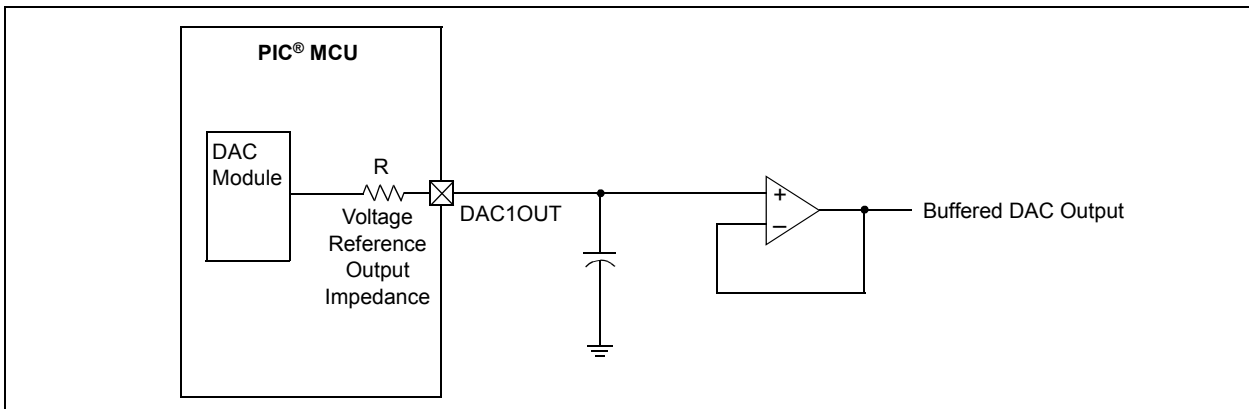 PIC® MCU
DAC
Module
R
Voltage
Reference
Output
Impedance
DAC1OUT
+
–
Buffered DAC Output